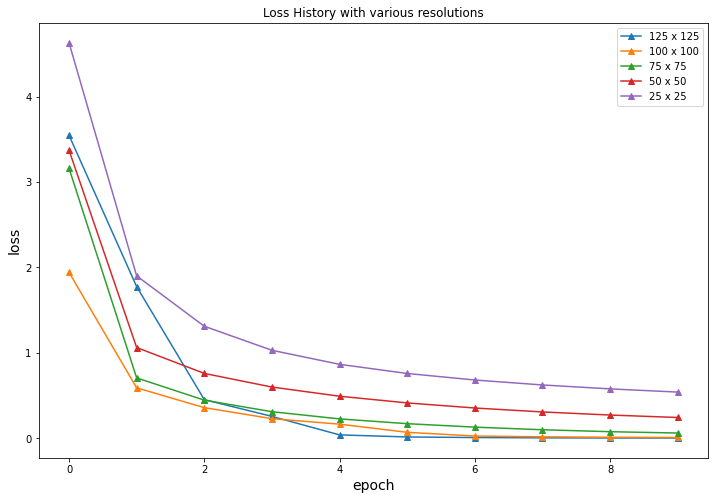 Loss History with various resolutions
125 x 125
100 x 100
75 x 75
50 x 50
25 x 25
4
3
2
1
0
loss
0 2 4 6 8
epoch